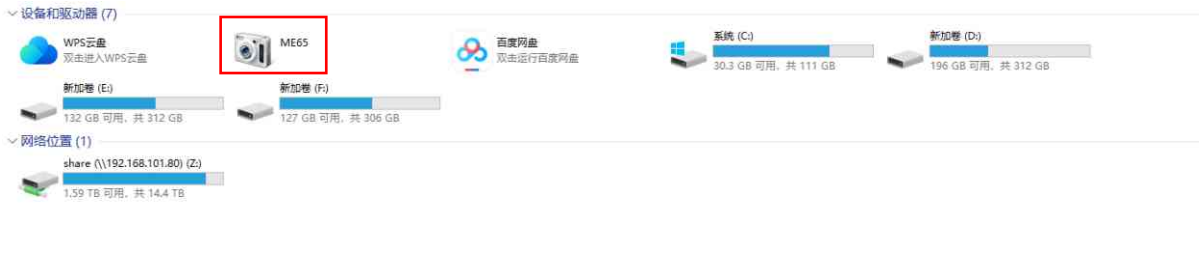 设备和驱动器 (7)
WPS云盘
双击进入WPS云盘
ME65
百度网盘
双击运行百度网盘
系统 (C:)
30.3 GB 可用，共 111 GB
新加卷 (D:)
196 GB 可用，共 312 GB
新加卷 (E:)
132 GB 可用，共 312 GB
新加卷 (F:)
127 GB 可用，共 306 GB
网络位置 (1)
share (\\192.168.101.80) (Z:)
1.59 TB 可用，共 14.4 TB